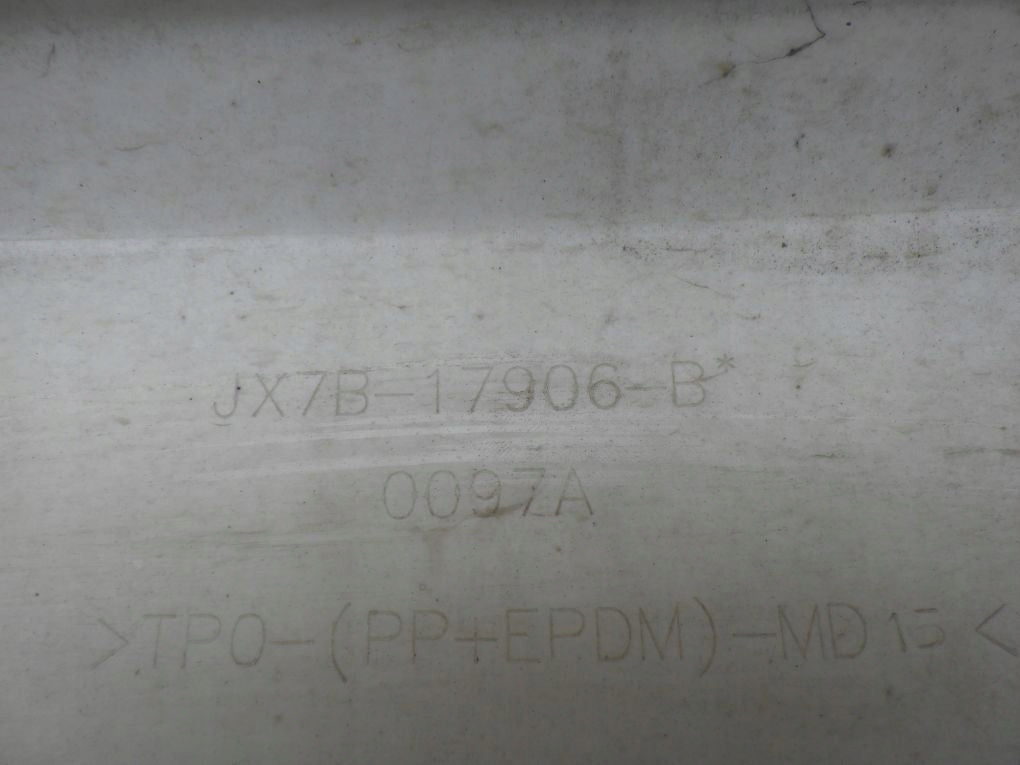 JX7B-17906-B*
0097A
>TPO-(PP+EPDM)-MD15<